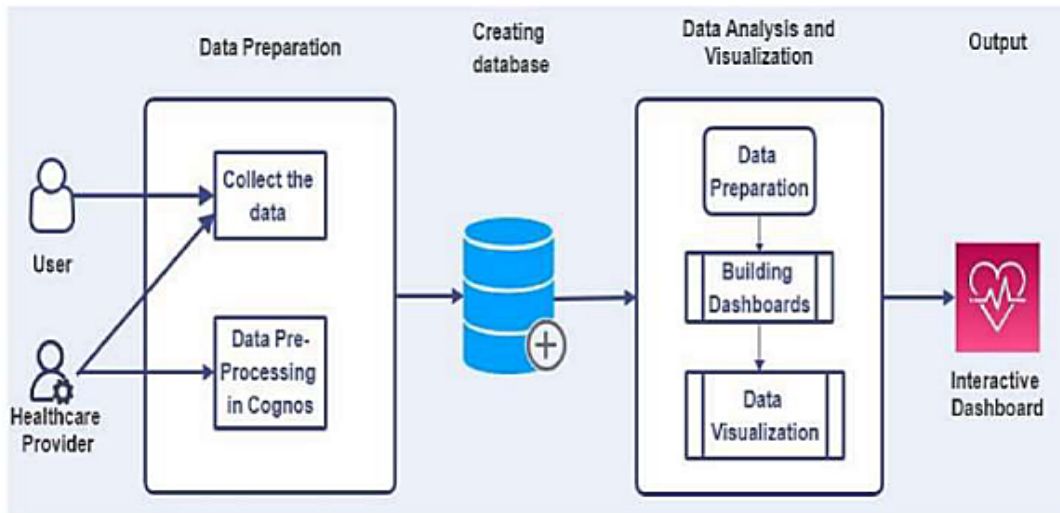 Data Preparation
Creating
database
Data Analysis and
Visualization
Output
User
Healthcare
Provider
Collect the
data
Data Pre-
Processing
in Cognos
Data
Preparation
Building
Dashboards
Data
Visualization
Interactive
Dashboard